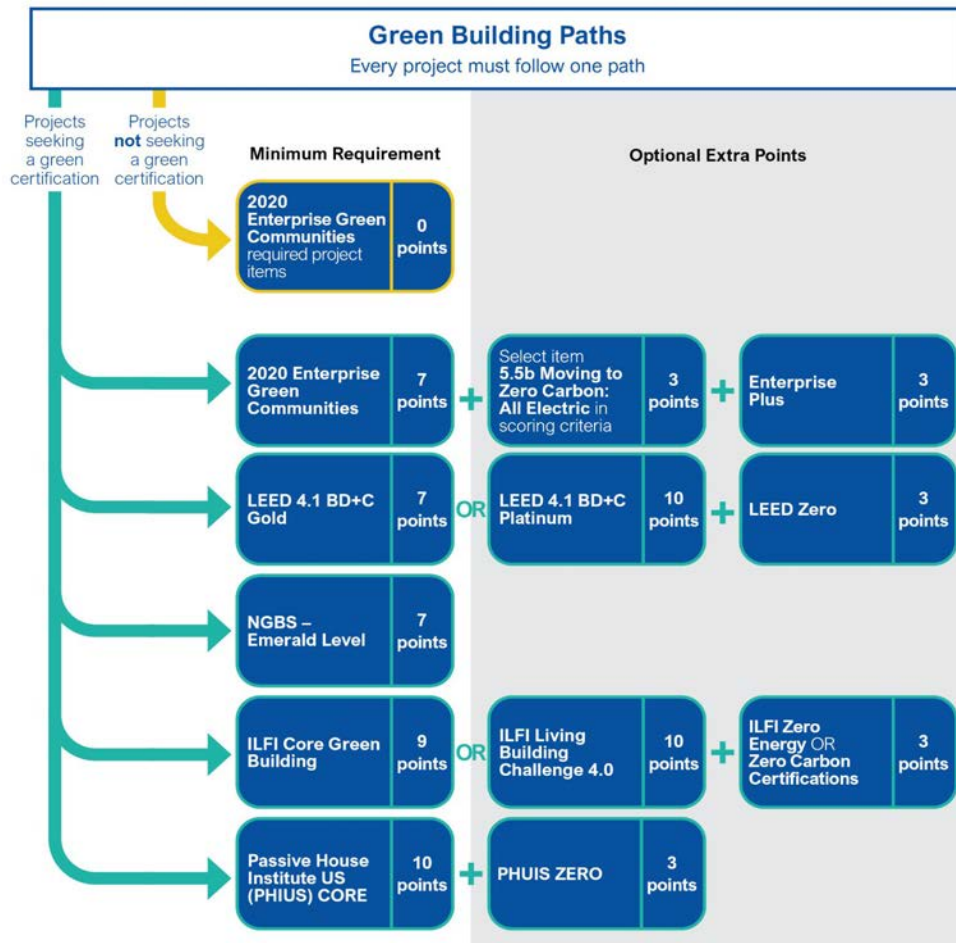 Green Building Paths
Every project must follow one path
Projects
seeking
a green
certification
Projects
not seeking
a green
certification
Minimum Requirement
Optional Extra Points
2020
Enterprise Green
Communities
required project
items
0
points
2020 Enterprise
Green
Communities
7
points
+
Select item
5.5b Moving to
Zero Carbon:
All Electric in
scoring criteria
3
points
+
Enterprise
Plus
3
points
LEED 4.1 BD+C
Gold
7
points
OR
LEED 4.1 BD+C
Platinum
10
points
+
LEED Zero
3
points
NGBS –
Emerald Level
7
points
ILFI Core Green
Building
9
points
OR
ILFI Living
Building
Challenge 4.0
10
points
+
ILFI Zero
Energy OR
Zero Carbon
Certifications
3
points
Passive House
Institute US
(PHIUS) CORE
10
points
+
PHUIS ZERO
3
points